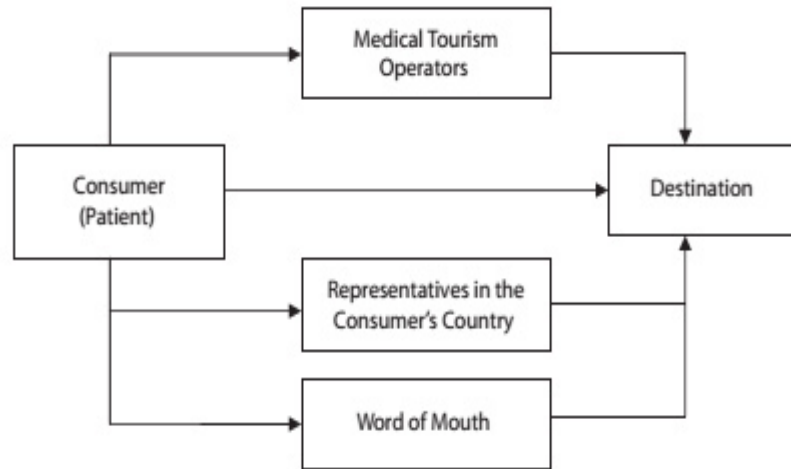 Medical Tourism
Operators
Consumer
(Patient)
Destination
Representatives in the
Consumer's Country
Word of Mouth